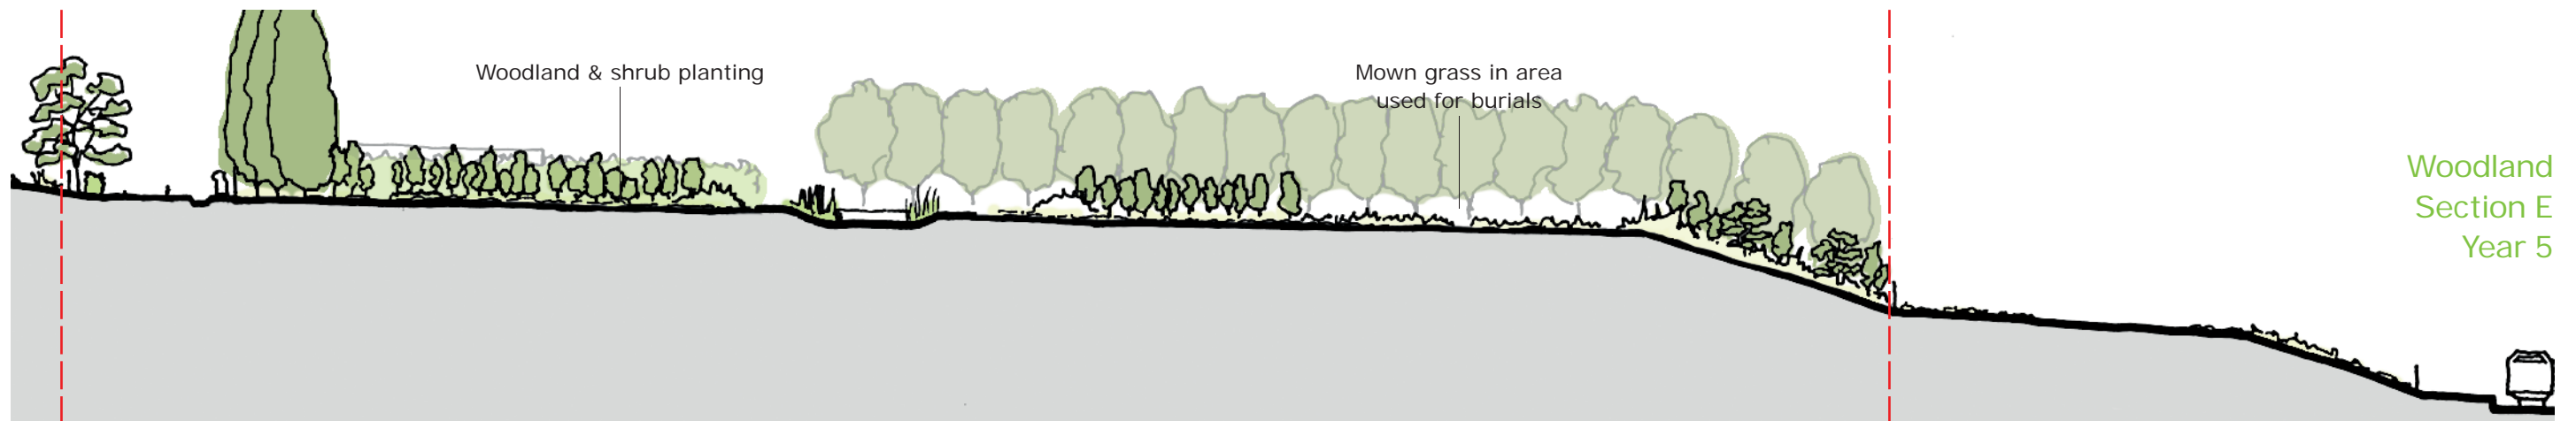 Woodland & shrub planting
Mown grass in area
used for burials
Woodland
Section E
Year 5